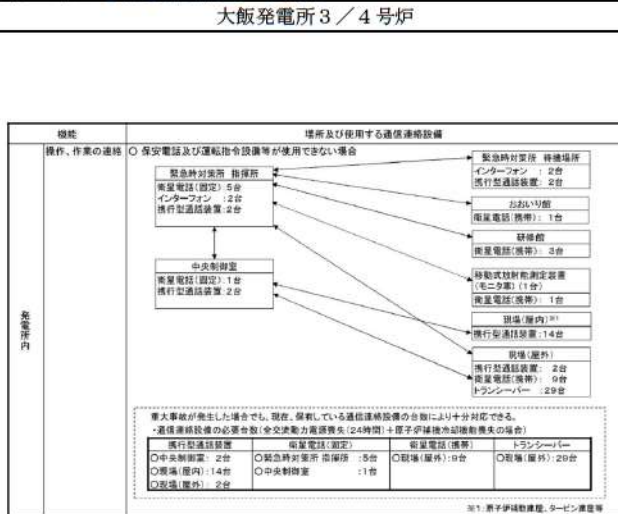 大飯発電所３／４号炉
機能
場所及び使用する通信連絡設備
発電所内
操作、作業の連絡
○ 保安電話及び運転指令設備等が使用できない場合
緊急時対策所 指揮所
衛星電話(固定):5台
インターフォン :2台
携行型通話装置:2台
中央制御室
衛星電話(固定):1台
携行型通話装置:2台
緊急時対策所 待機場所
インターフォン : 2台
携行型通話装置: 2台
おおい館
衛星電話(携帯): 1台
研修館
衛星電話(携帯): 3台
移動式放射能測定装置
(モニタ車) (1台)
衛星電話(携帯): 1台
現場(屋内)※1
携行型通話装置:14台
現場(屋外)
携行型通話装置: 2台
衛星電話(携帯): 9台
トランシーバー :29台
重大事故が発生した場合でも、現在、保有している通信連絡設備の台数により十分対応できる。
・通信連絡設備の必要台数(全交流動力電源喪失(24時間)+原子炉補機冷却機能喪失の場合)
携行型通話装置
衛星電話(固定)
衛星電話(携帯)
トランシーバー
○中央制御室: 2台
○現場(屋内):14台
○現場(屋外): 2台
○緊急時対策所 指揮所 :5台
○中央制御室 :1台
○現場(屋外):9台
○現場(屋外):29台
※1:原子炉補助建屋、タービン建屋等